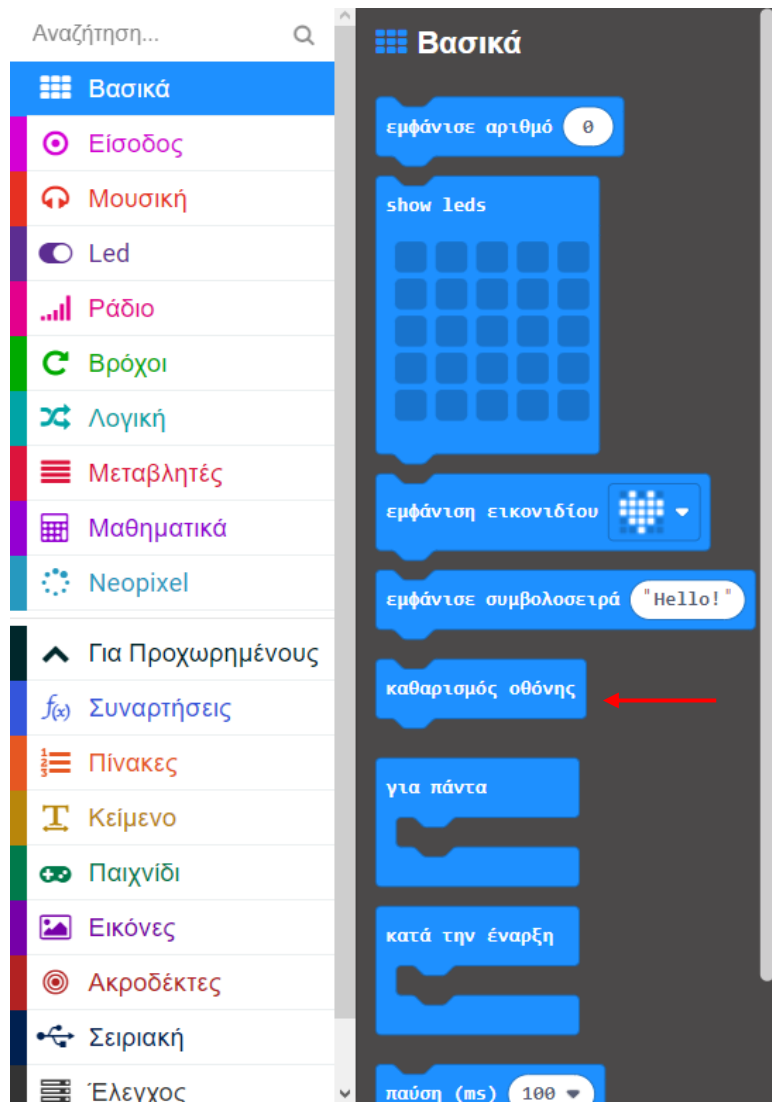 Αναζήτηση...
Βασικά
Είσοδος
Μουσική
Led
Ράδιο
Βρόχοι
Λογική
Μεταβλητές
Μαθηματικά
Neopixel
Για Προχωρημένους
f(x) Συναρτήσεις
Πίνακες
Κείμενο
Παιχνίδι
Εικόνες
Ακροδέκτες
Σειριακή
Έλεγχος
Βασικά
εμφάνισε αριθμό 0
show leds
εμφάνιση εικονιδίου
εμφάνισε συμβολοσειρά "Hello!"
καθαρισμός οθόνης
για πάντα
κατά την έναρξη
παύση (ms) 100